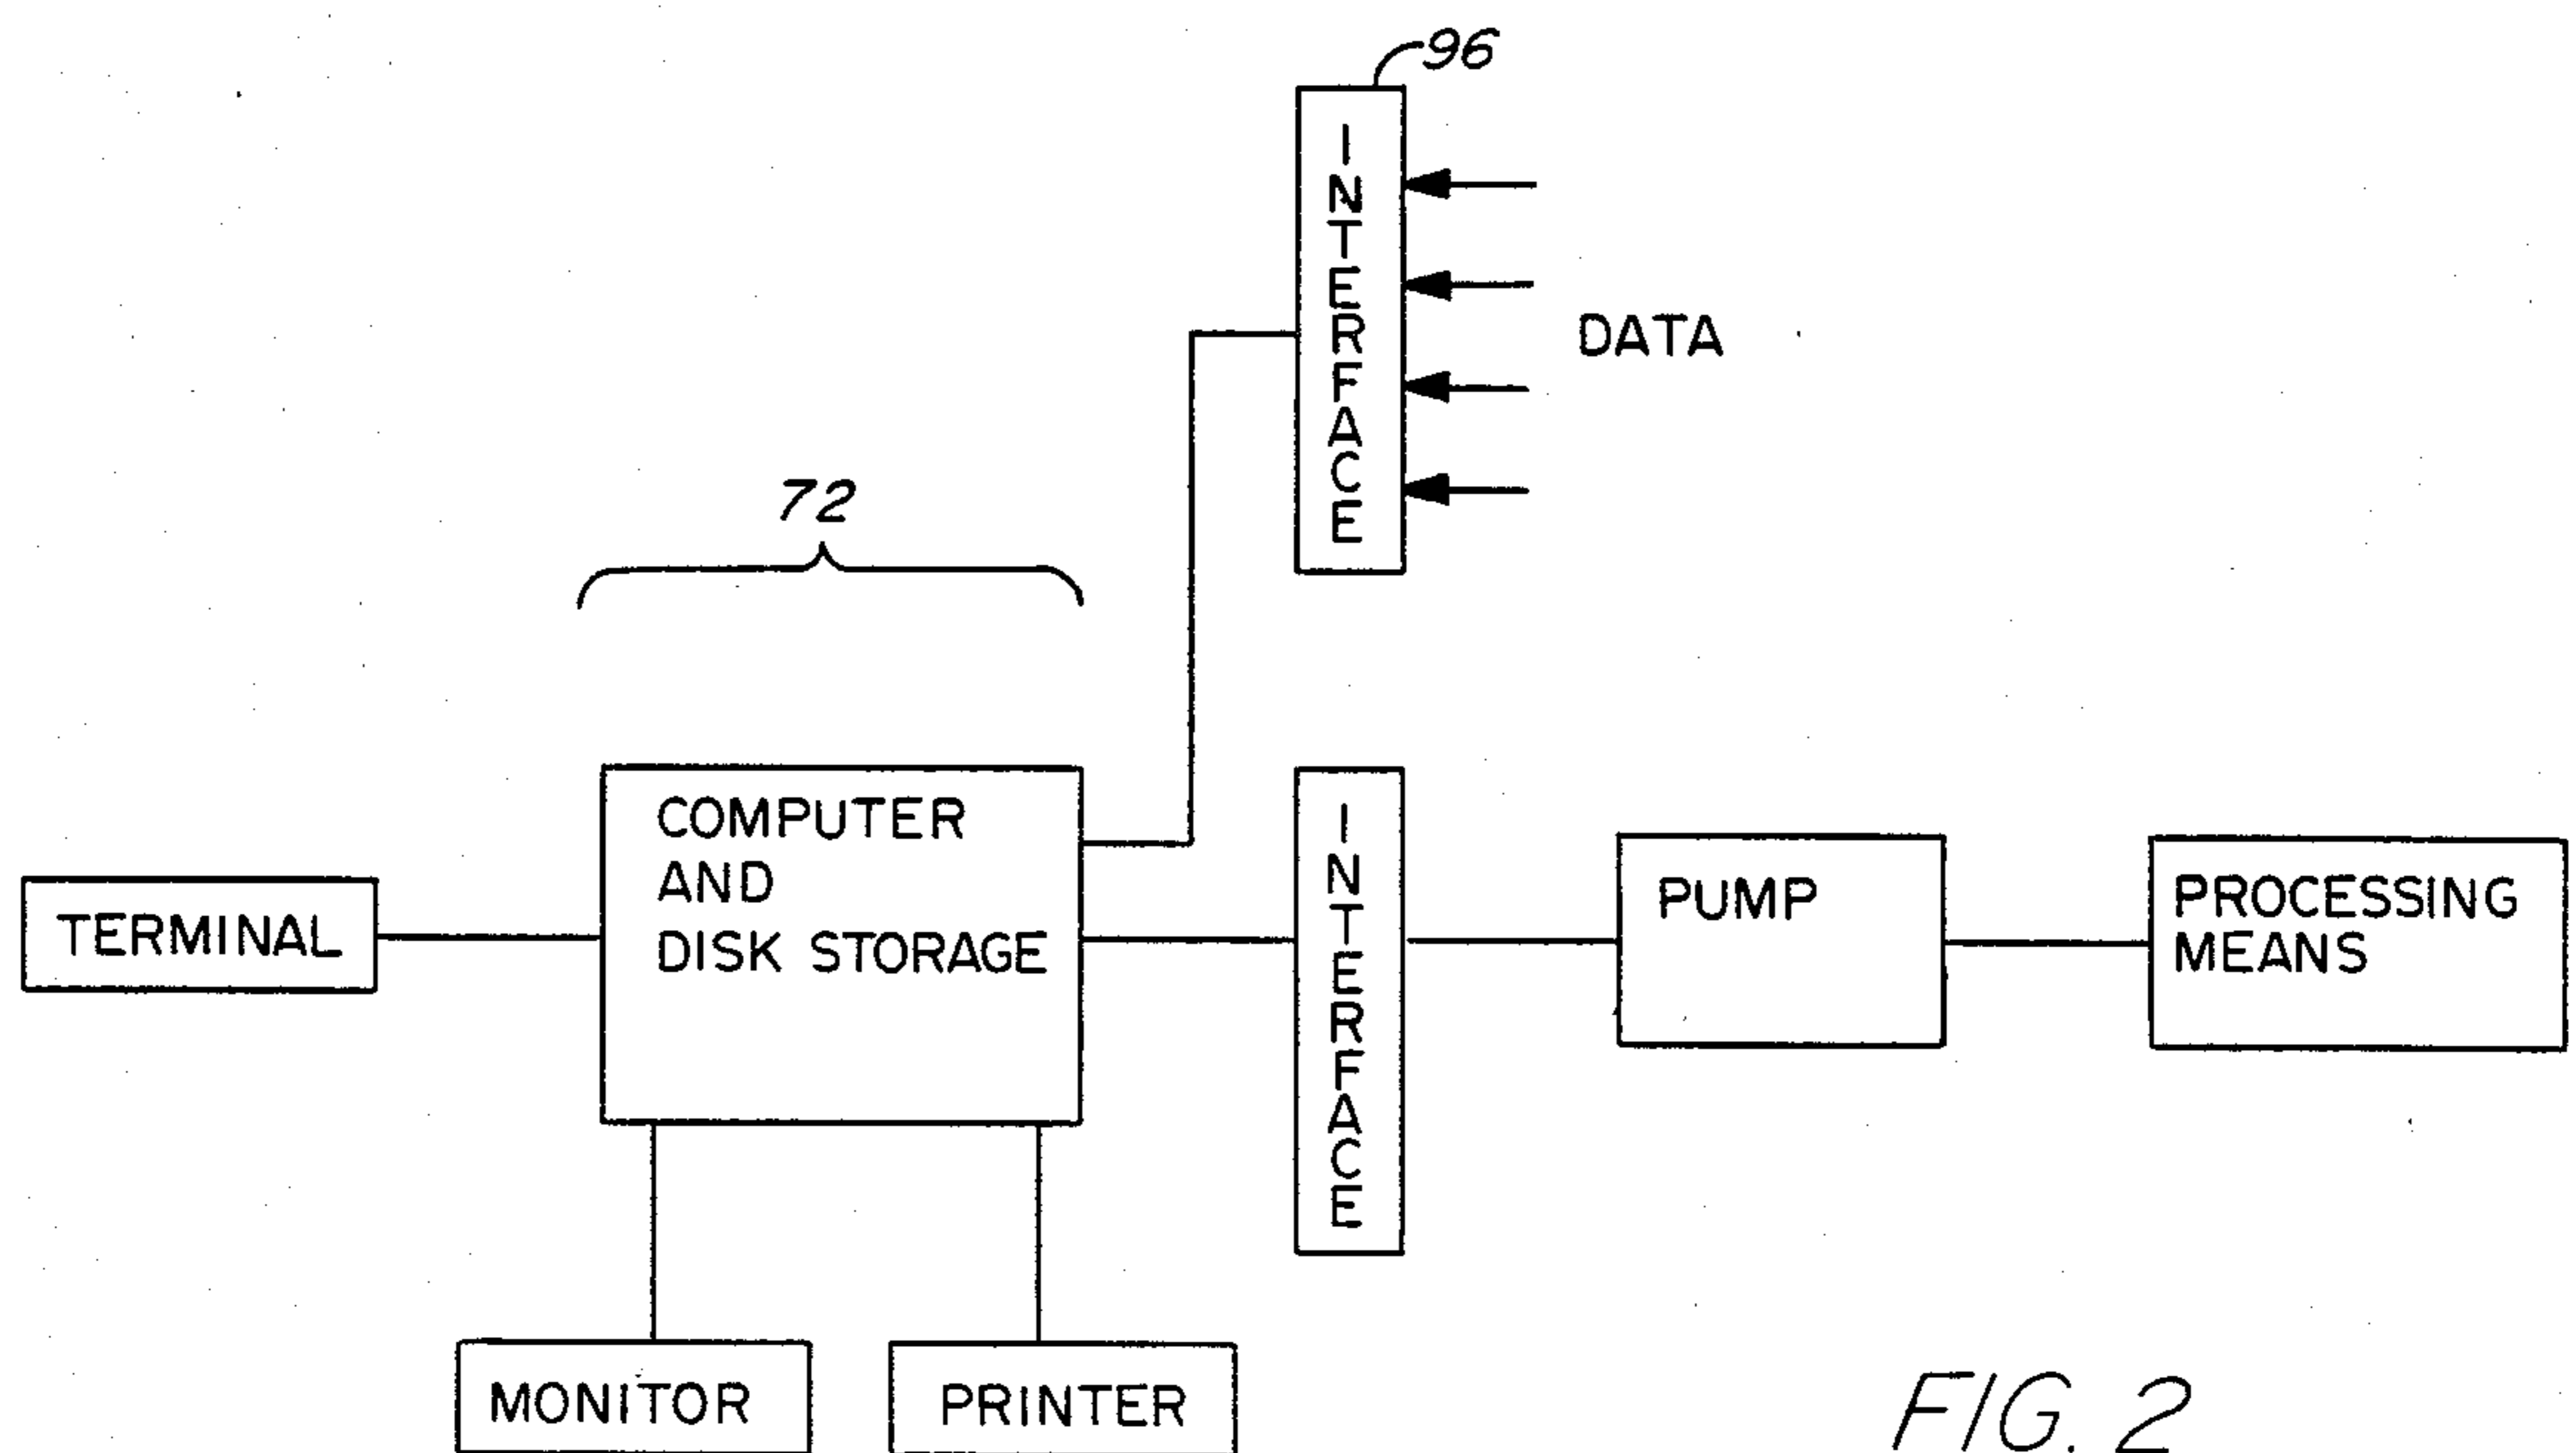 96
INTERFACE
DATA
72
COMPUTER
AND
DISK STORAGE
TERMINAL
INTERFACE
PUMP
PROCESSING
MEANS
MONITOR
PRINTER
FIG. 2